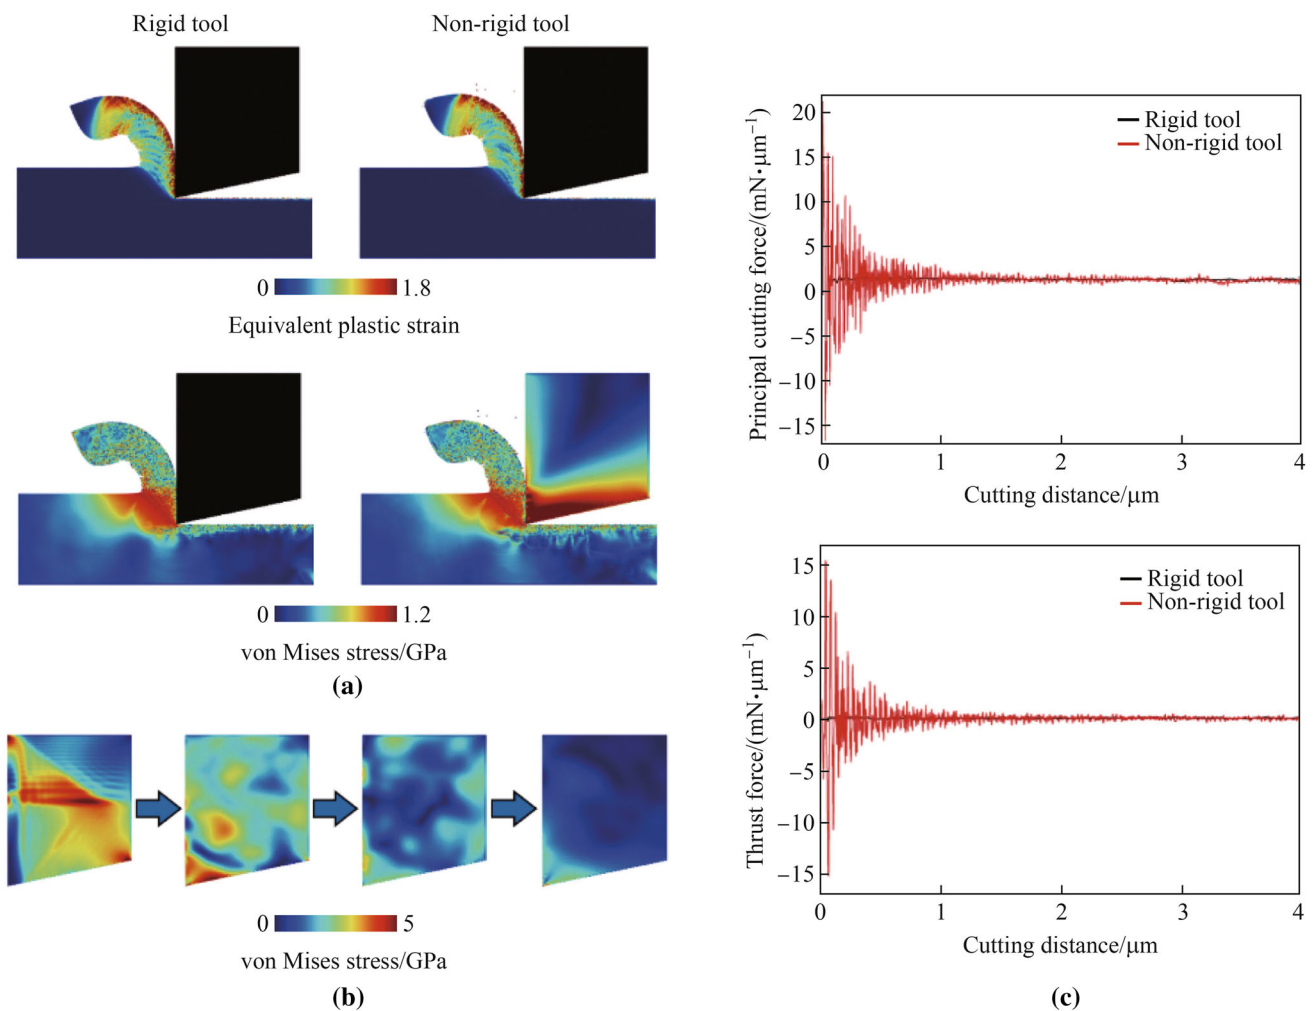 Rigid tool
Non-rigid tool
0 1.8
Equivalent plastic strain
0 1.2
von Mises stress/GPa
(a)
0 5
von Mises stress/GPa
(b)
Principal cutting force/(mN•μm⁻¹)
20
15
10
5
0
−5
−10
−15
Rigid tool
Non-rigid tool
0 1 2 3 4
Cutting distance/μm
Thrust force/(mN•μm⁻¹)
15
10
5
0
−5
−10
−15
Rigid tool
Non-rigid tool
0 1 2 3 4
Cutting distance/μm
(c)